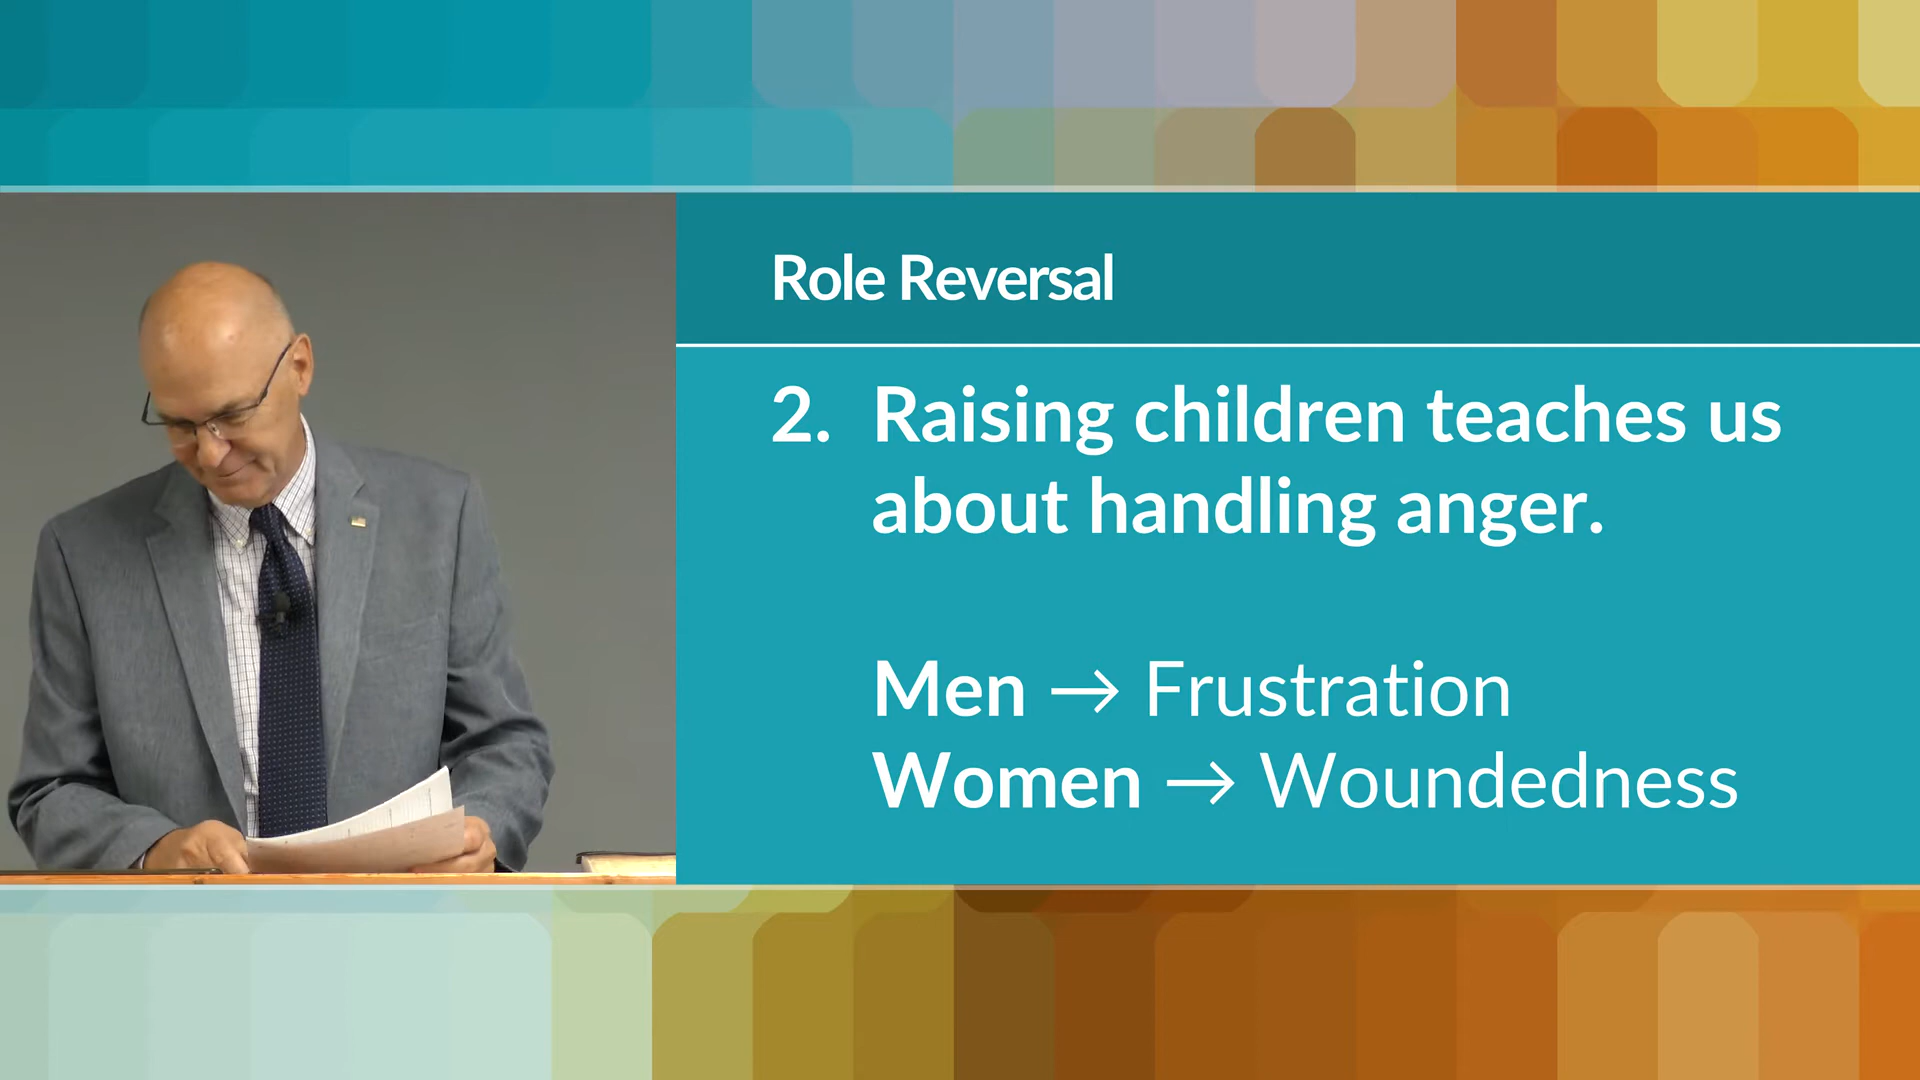 Role Reversal
2. Raising children teaches us
about handling anger.
Men → Frustration
Women → Woundedness